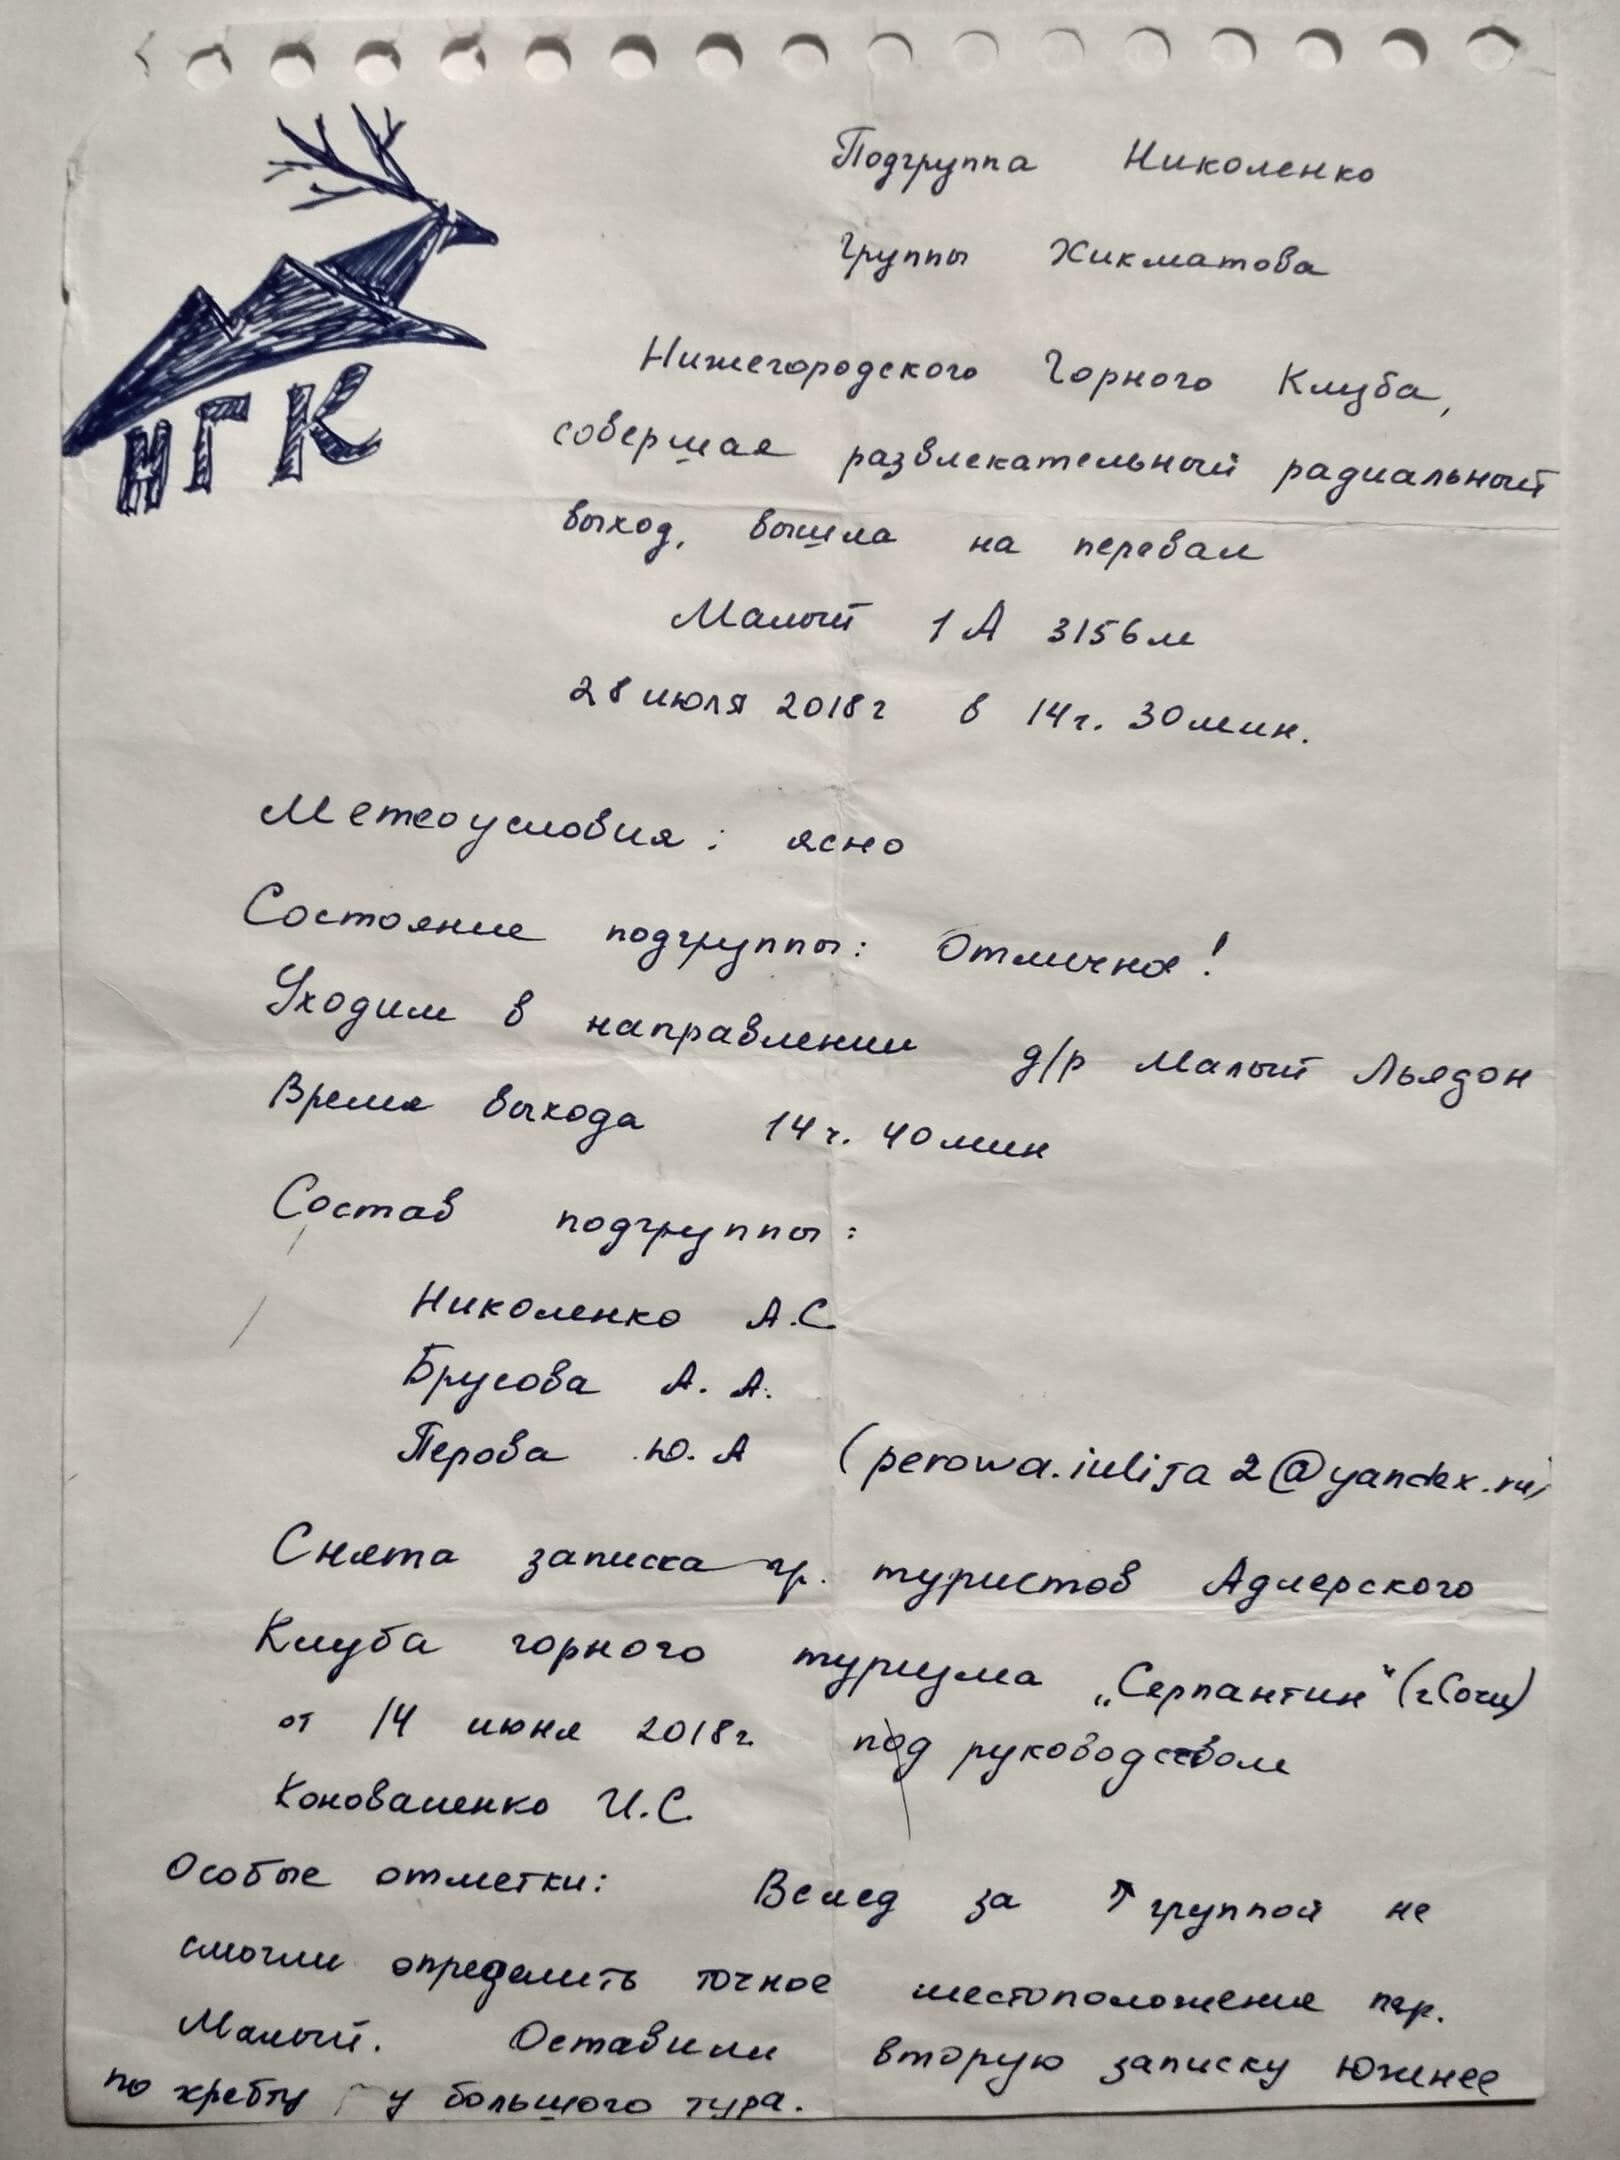 Подгруппа Николенко
Группы Хикматова
Нижегородского Горного Клуба,
НГК
совершая развлекательный радиальный
выход, вышла на перевал
Малый 1А 3156м
28 июля 2018г в 14г. 30мин.
Метеоусловия: ясно
Состояние подгруппы: Отлично!
Уходим в направлении д/р Малый Льядон
Время выхода 14ч. 40мин
Состав подгруппы:
Николенко А.С
Брусова А. А.
Перова Ю. А (perowa.iulija2@yandex.ru)
Снята записка гр. туристов Адлерского
Клуба горного туризма „Серпантин“ (г Сочи)
от 14 июня 2018г. под руководством
Коноваленко И.С.
Особые отметки: Вслед за ↑ группой не
смогли определить точное местоположение пер.
Малый. Оставили вторую записку южнее
по хребту у большого тура.